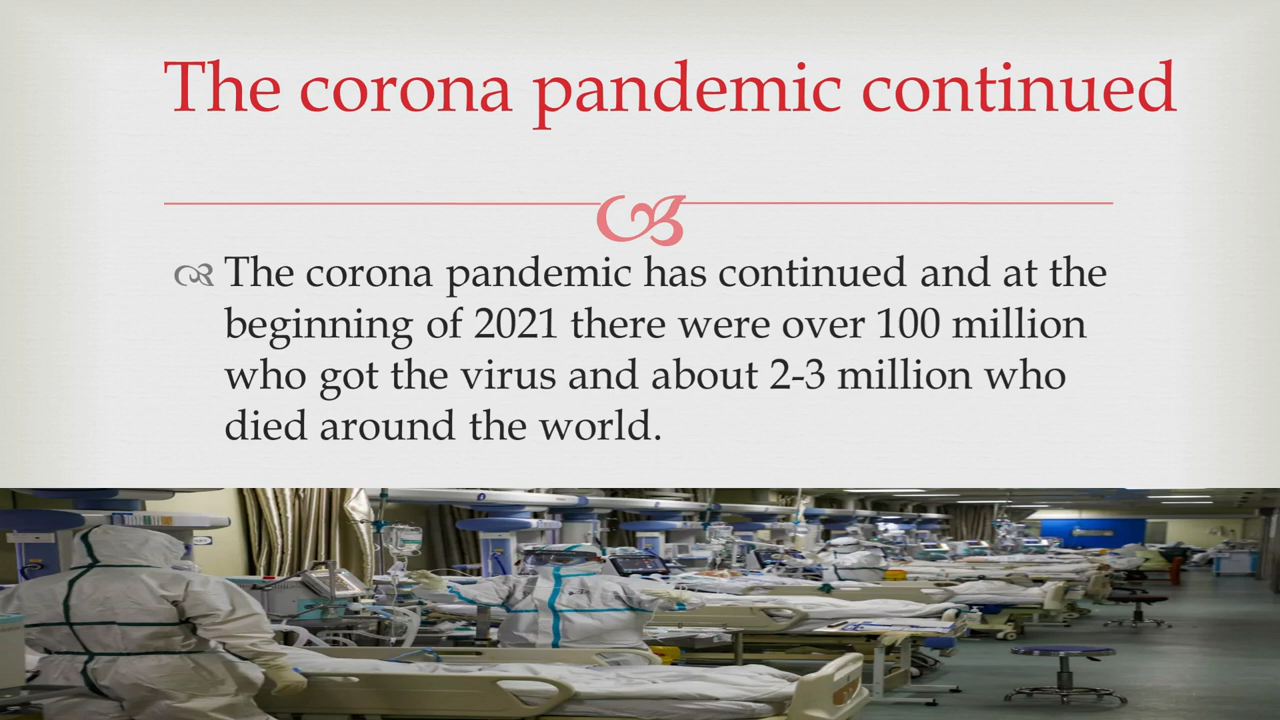 The corona pandemic continued
The corona pandemic has continued and at the
beginning of 2021 there were over 100 million
who got the virus and about 2-3 million who
died around the world.